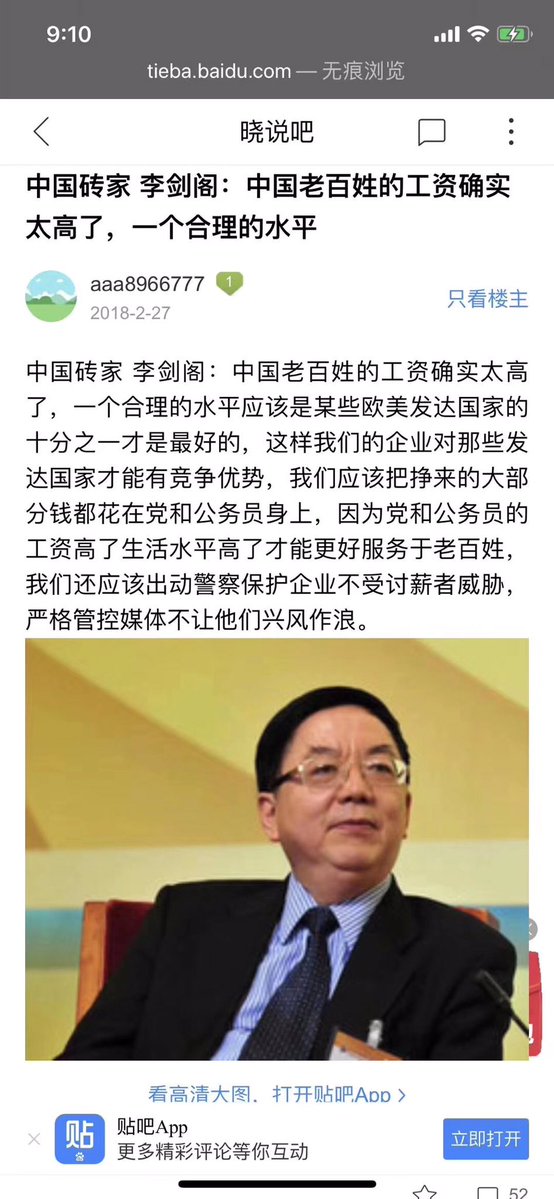 9:10
tieba.baidu.com — 无痕浏览
晓说吧
中国砖家 李剑阁：中国老百姓的工资确实
太高了，一个合理的水平
aaa8966777 1
2018-2-27
只看楼主
中国砖家 李剑阁：中国老百姓的工资确实太高
了，一个合理的水平应该是某些欧美发达国家的
十分之一才是最好的，这样我们的企业对那些发
达国家才能有竞争优势，我们应该把挣来的大部
分钱都花在党和公务员身上，因为党和公务员的
工资高了生活水平高了才能更好服务于老百姓，
我们还应该出动警察保护企业不受讨薪者威胁，
严格管控媒体不让他们兴风作浪。
看高清大图，打开贴吧App
贴
贴吧App
更多精彩评论等你互动
立即打开
52